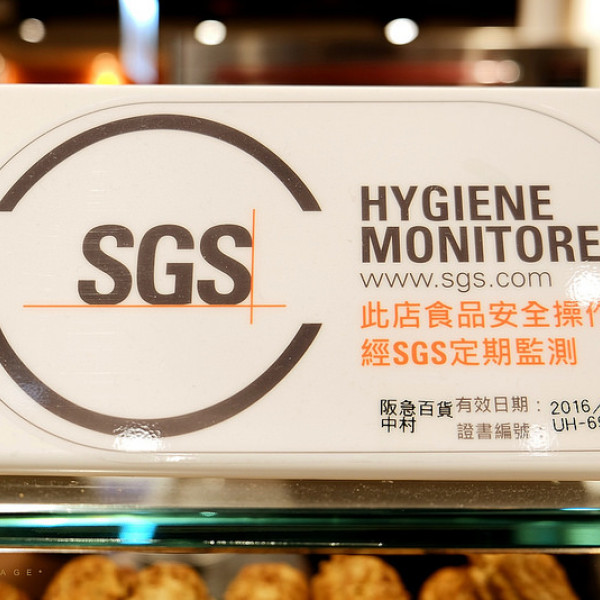 SGS
HYGIENE
MONITORE
www.sgs.com
此店食品安全操作
經SGS定期監測
阪急百貨 有效日期：2016/
中村 證書編號：UH-69
AGE*